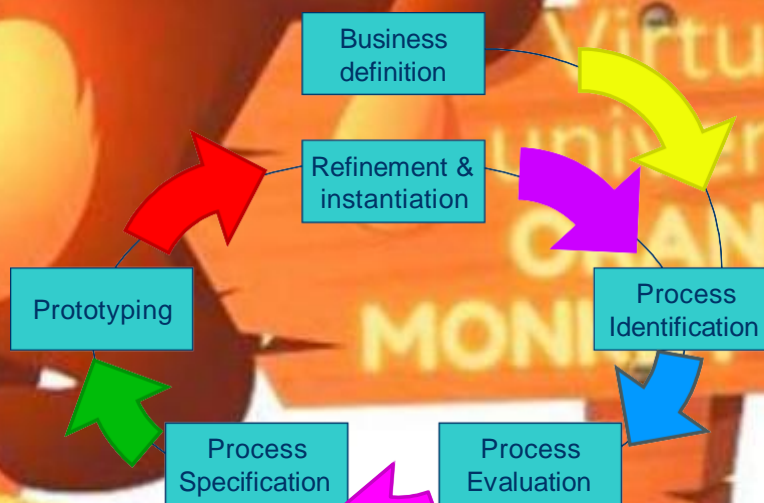 Business
definition
Refinement &
instantiation
Prototyping
Process
Identification
Process
Specification
Process
Evaluation